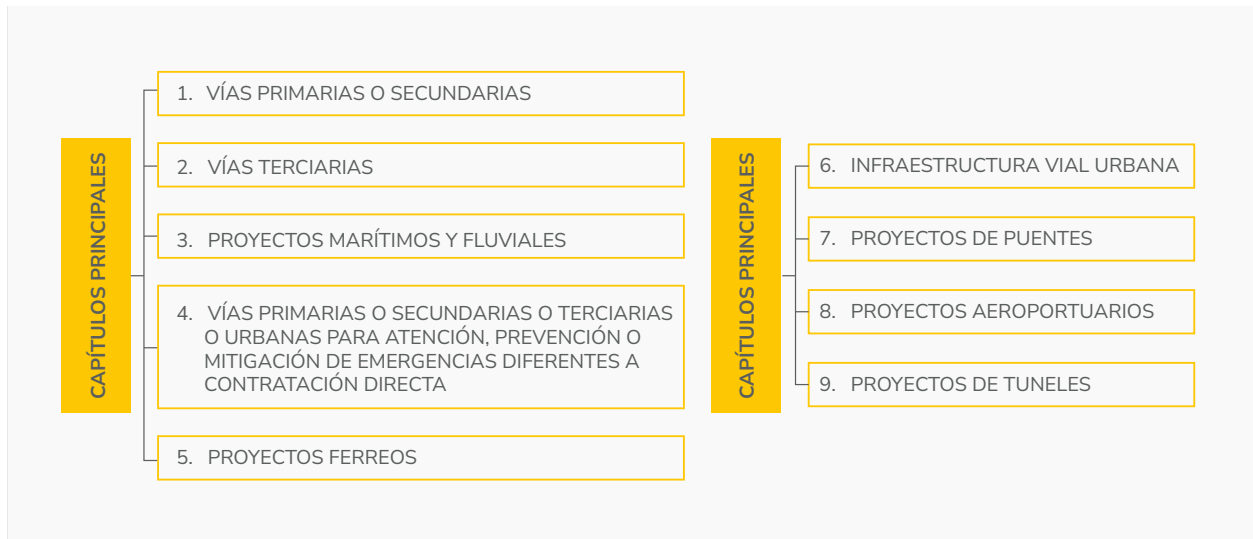 CAPÍTULOS PRINCIPALES
1. VÍAS PRIMARIAS O SECUNDARIAS
2. VÍAS TERCIARIAS
3. PROYECTOS MARÍTIMOS Y FLUVIALES
4. VÍAS PRIMARIAS O SECUNDARIAS O TERCIARIAS
O URBANAS PARA ATENCIÓN, PREVENCIÓN O
MITIGACIÓN DE EMERGENCIAS DIFERENTES A
CONTRATACIÓN DIRECTA
5. PROYECTOS FERREOS
CAPÍTULOS PRINCIPALES
6. INFRAESTRUCTURA VIAL URBANA
7. PROYECTOS DE PUENTES
8. PROYECTOS AEROPORTUARIOS
9. PROYECTOS DE TUNELES